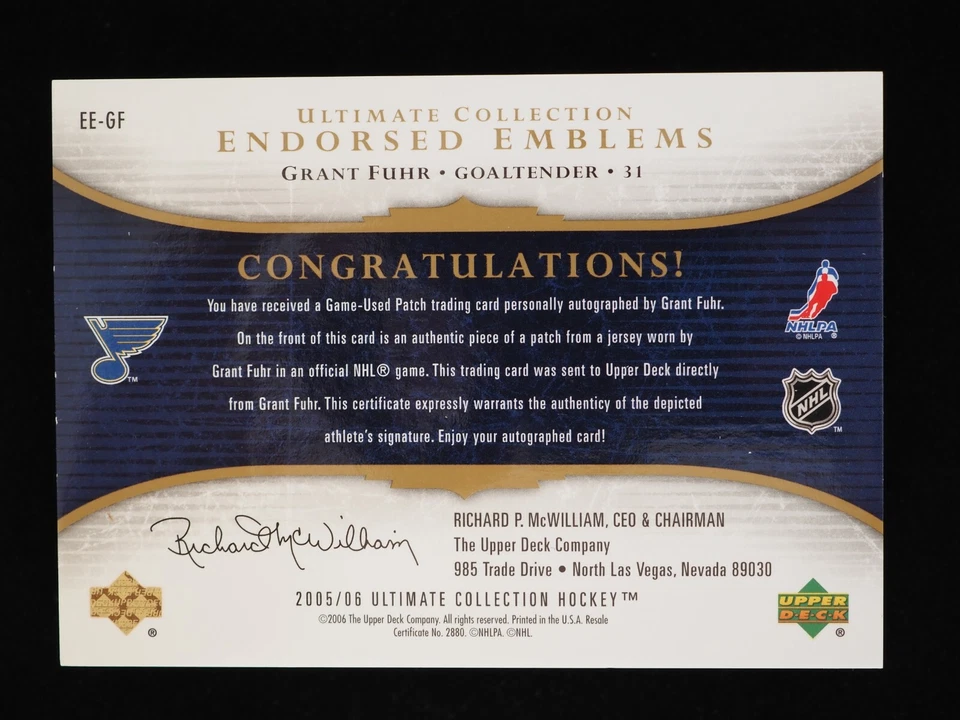 EE-GF
ULTIMATE COLLECTION
ENDORSED EMBLEMS
GRANT FUHR • GOALTENDER • 31
CONGRATULATIONS!
You have received a Game-Used Patch trading card personally autographed by Grant Fuhr.
On the front of this card is an authentic piece of a patch from a jersey worn by
Grant Fuhr in an official NHL® game. This trading card was sent to Upper Deck directly
from Grant Fuhr. This certificate expressly warrants the authenticy of the depicted
athlete's signature. Enjoy your autographed card!
TM
NHLPA
© NHLPA ®
NHL
TM
Richard McWilliam
RICHARD P. McWILLIAM, CEO & CHAIRMAN
The Upper Deck Company
985 Trade Drive • North Las Vegas, Nevada 89030
2005/06 ULTIMATE COLLECTION HOCKEY™
©2006 The Upper Deck Company. All rights reserved. Printed in the U.S.A. Resale
Certificate No. 2880. ©NHLPA. ©NHL.
®
UPPER
D·E·C·K
®